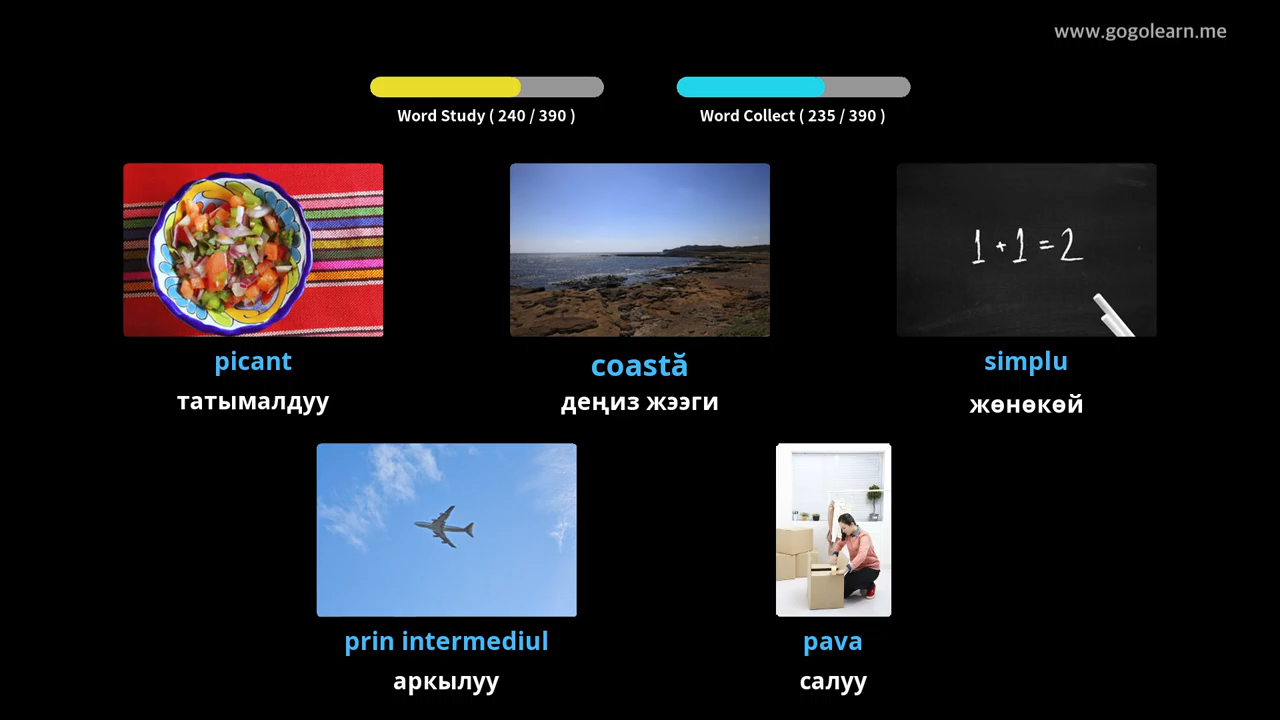 www.gogolearn.me
Word Study ( 240 / 390 )
Word Collect ( 235 / 390 )
1 + 1 = 2
picant
coastă
simplu
татымалдуу
деңиз жээги
жөнөкөй
prin intermediul
pava
аркылуу
салуу